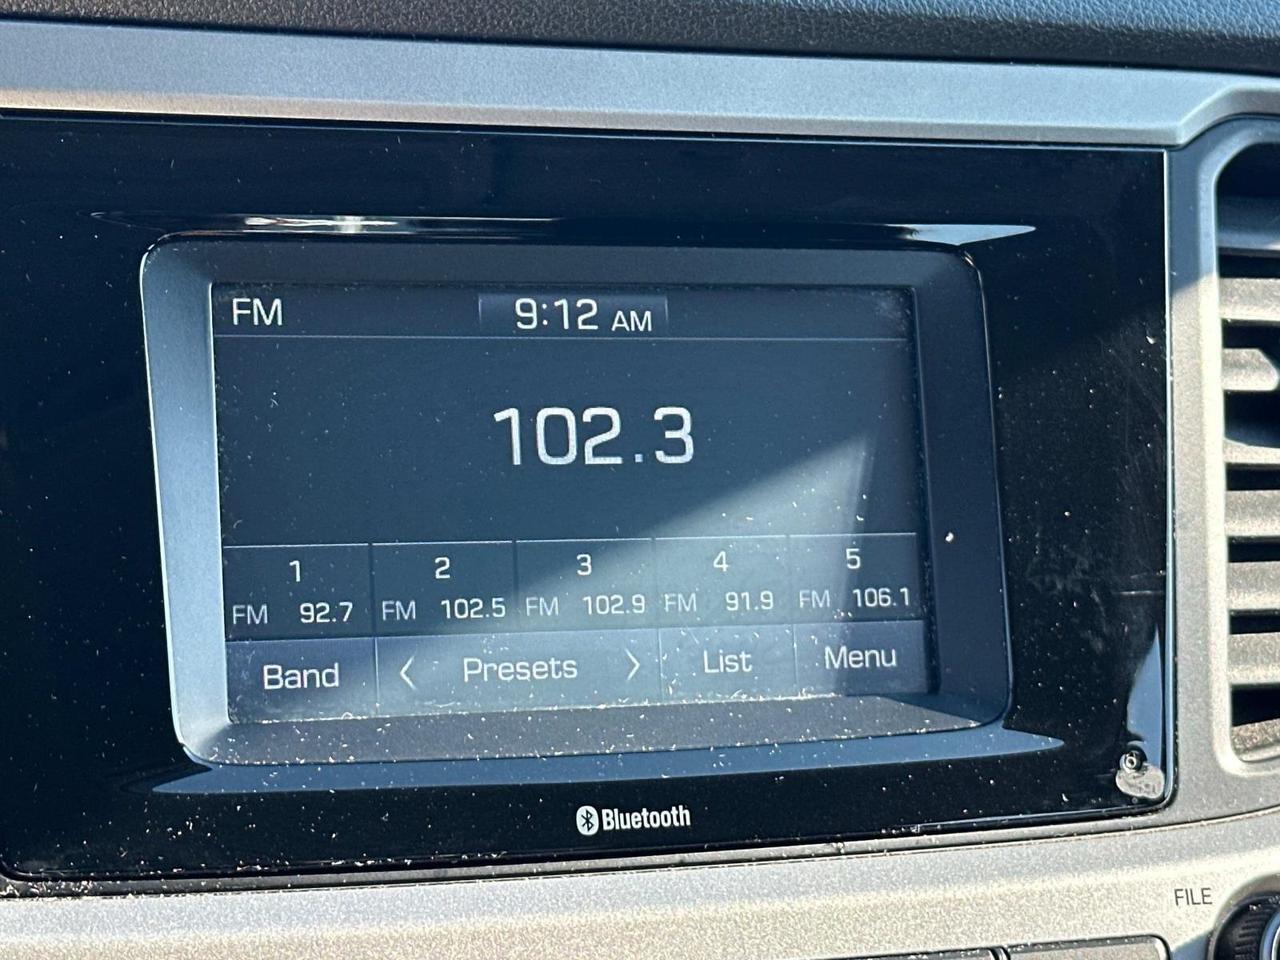 FM 9:12 AM
102.3
1 2 3 4 5
FM 92.7 FM 102.5 FM 102.9 FM 91.9 FM 106.1
Band < Presets > List Menu
Bluetooth
FILE